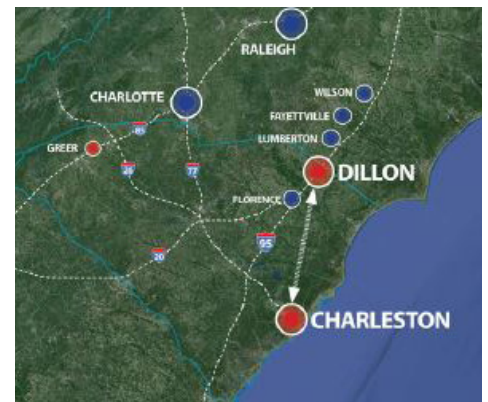 RALEIGH
WILSON
CHARLOTTE
FAYETTVILLE
85
LUMBERTON
GREER
26
77
DILLON
FLORENCE
95
20
CHARLESTON